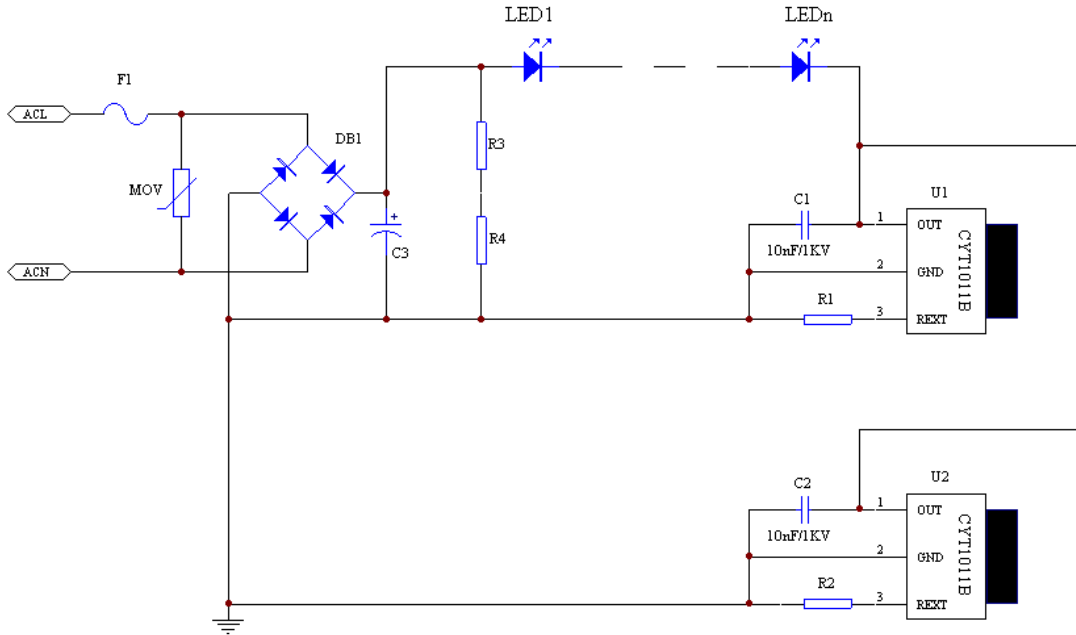 LED1
LEDn
F1
ACL
DB1
R3
MOV
C1
U1
1
OUT
10nF/1KV
R4
C3
2
GND
CYT1011B
ACN
R1
3
REXT
U2
C2
1
OUT
10nF/1KV
2
GND
CYT1011B
R2
3
REXT
+